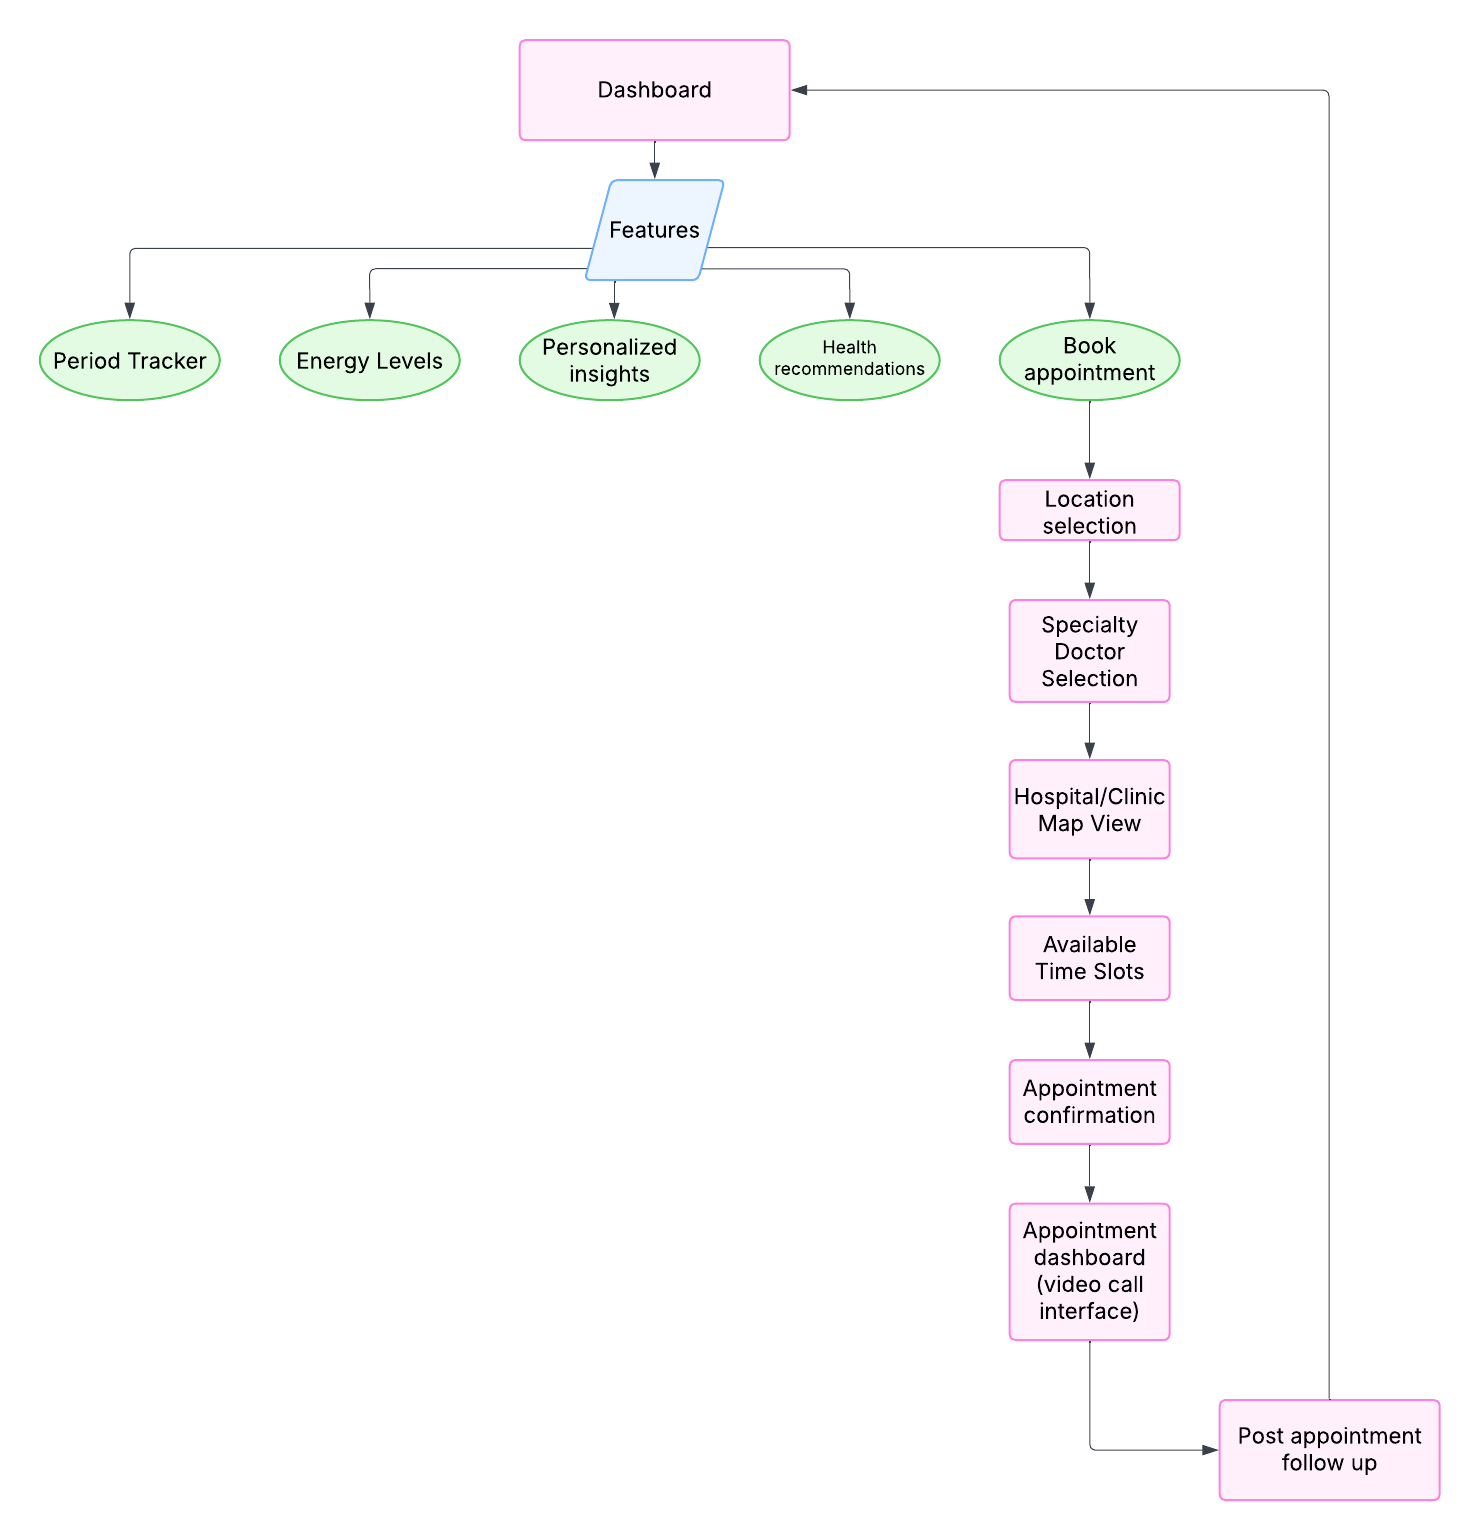 Dashboard
Features
Period Tracker
Energy Levels
Personalized
insights
Health
recommendations
Book
appointment
Location
selection
Specialty
Doctor
Selection
Hospital/Clinic
Map View
Available
Time Slots
Appointment
confirmation
Appointment
dashboard
(video call
interface)
Post appointment
follow up